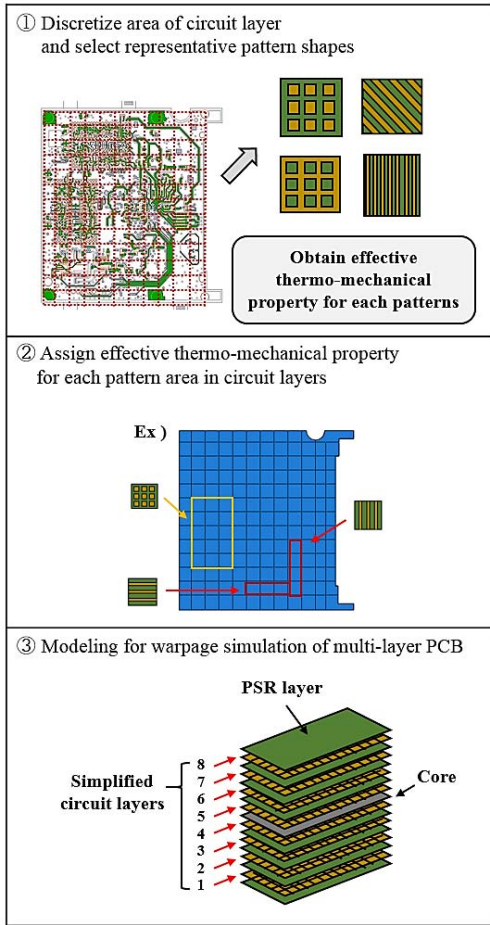 ① Discretize area of circuit layer
and select representative pattern shapes
Obtain effective
thermo-mechanical
property for each patterns
② Assign effective thermo-mechanical property
for each pattern area in circuit layers
Ex )
③ Modeling for warpage simulation of multi-layer PCB
PSR layer
8
7
6
5
4
3
2
1
Simplified
circuit layers
Core